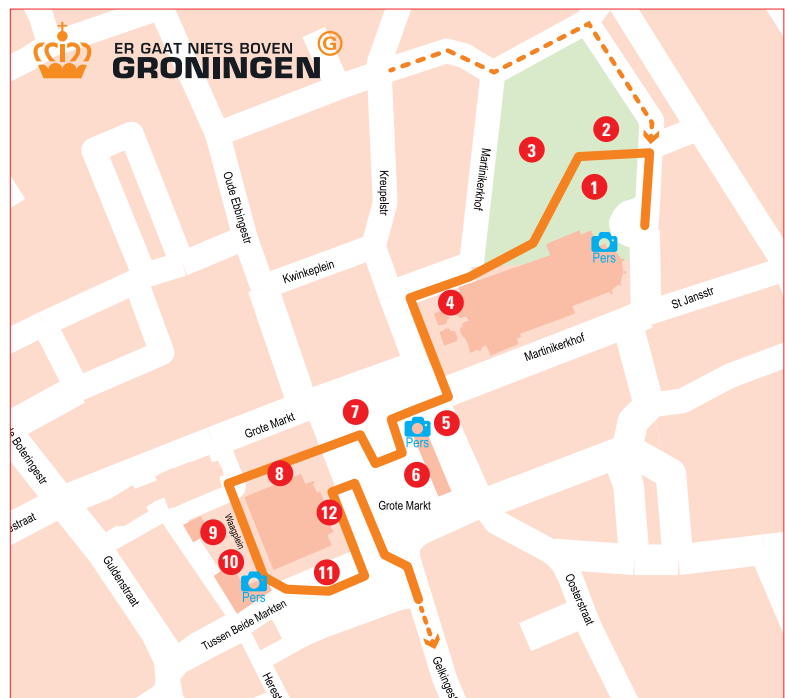 ER GAAT NIETS BOVEN
GRONINGEN
G
2
3
1
Martinikerkhof
Kreupelstr
Oude Ebbingestr
Pers
Kwinkeplein
4
St Jansstr
Martinikerkhof
7
Grote Markt
5
Pers
e Boteringestr
8
6
Grote Markt
12
straat
Waagplein
9
10
11
Guldenstraat
Pers
Tussen Beide Markten
Oosterstraat
Herest
Gelkinges